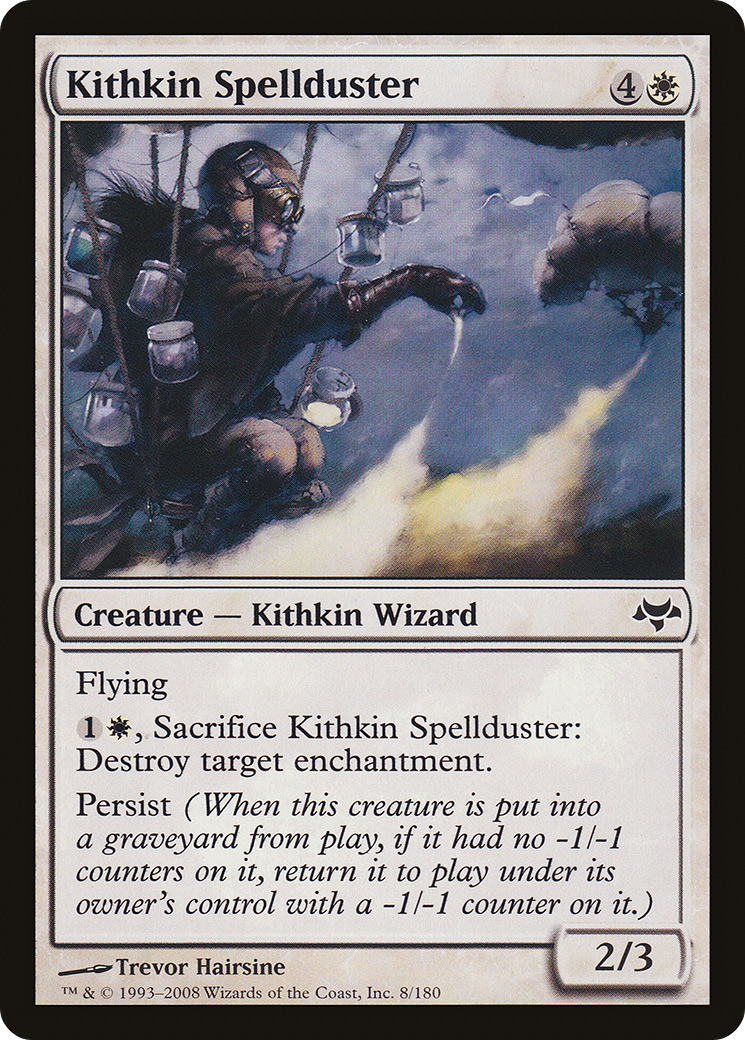 Kithkin Spellduster 4
Creature — Kithkin Wizard
Flying
1, Sacrifice Kithkin Spellduster:
Destroy target enchantment.
Persist (When this creature is put into
a graveyard from play, if it had no -1/-1
counters on it, return it to play under its
owner's control with a -1/-1 counter on it.)
2/3
Trevor Hairsine
™ & © 1993–2008 Wizards of the Coast, Inc. 8/180